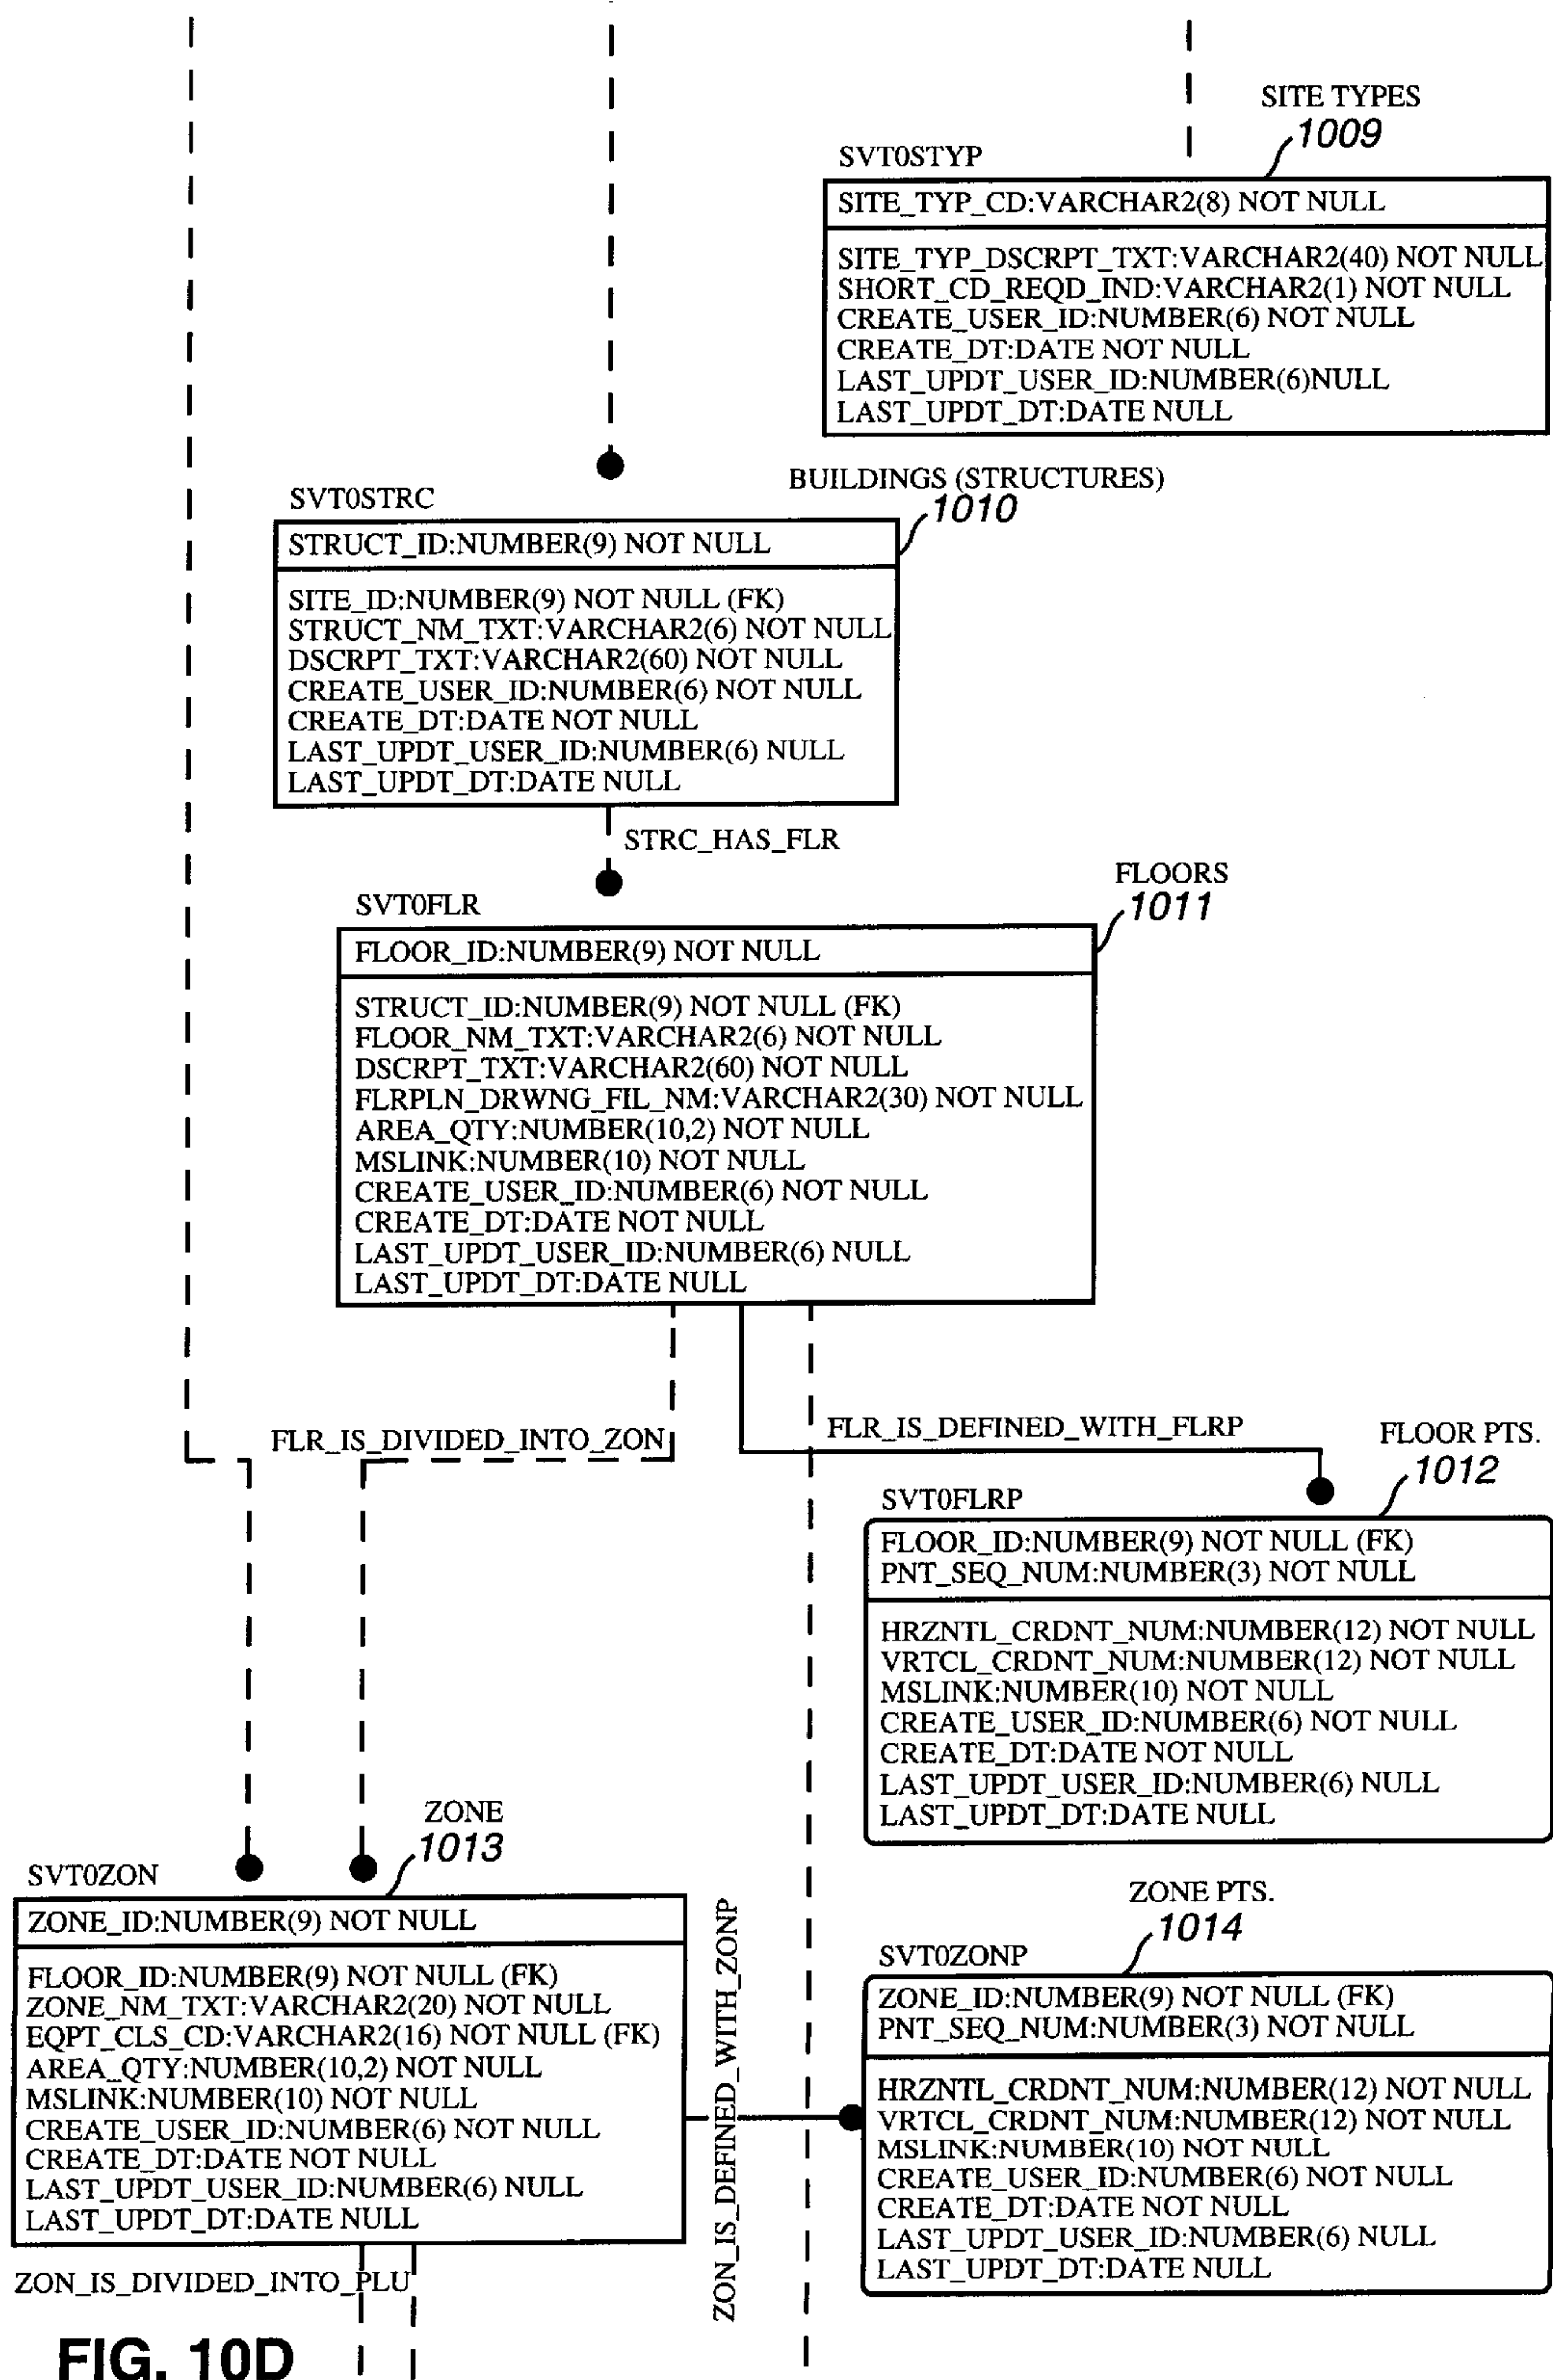 SITE TYPES
1009
SVT0STYP
SITE_TYP_CD:VARCHAR2(8) NOT NULL
SITE_TYP_DSCRPT_TXT:VARCHAR2(40) NOT NULL
SHORT_CD_REQD_IND:VARCHAR2(1) NOT NULL
CREATE_USER_ID:NUMBER(6) NOT NULL
CREATE_DT:DATE NOT NULL
LAST_UPDT_USER_ID:NUMBER(6)NULL
LAST_UPDT_DT:DATE NULL
BUILDINGS (STRUCTURES)
1010
SVT0STRC
STRUCT_ID:NUMBER(9) NOT NULL
SITE_ID:NUMBER(9) NOT NULL (FK)
STRUCT_NM_TXT:VARCHAR2(6) NOT NULL
DSCRPT_TXT:VARCHAR2(60) NOT NULL
CREATE_USER_ID:NUMBER(6) NOT NULL
CREATE_DT:DATE NOT NULL
LAST_UPDT_USER_ID:NUMBER(6) NULL
LAST_UPDT_DT:DATE NULL
STRC_HAS_FLR
FLOORS
1011
SVT0FLR
FLOOR_ID:NUMBER(9) NOT NULL
STRUCT_ID:NUMBER(9) NOT NULL (FK)
FLOOR_NM_TXT:VARCHAR2(6) NOT NULL
DSCRPT_TXT:VARCHAR2(60) NOT NULL
FLRPLN_DRWNG_FIL_NM:VARCHAR2(30) NOT NULL
AREA_QTY:NUMBER(10,2) NOT NULL
MSLINK:NUMBER(10) NOT NULL
CREATE_USER_ID:NUMBER(6) NOT NULL
CREATE_DT:DATE NOT NULL
LAST_UPDT_USER_ID:NUMBER(6) NULL
LAST_UPDT_DT:DATE NULL
FLR_IS_DIVIDED_INTO_ZON
FLR_IS_DEFINED_WITH_FLRP
FLOOR PTS.
1012
SVT0FLRP
FLOOR_ID:NUMBER(9) NOT NULL (FK)
PNT_SEQ_NUM:NUMBER(3) NOT NULL
HRZNTL_CRDNT_NUM:NUMBER(12) NOT NULL
VRTCL_CRDNT_NUM:NUMBER(12) NOT NULL
MSLINK:NUMBER(10) NOT NULL
CREATE_USER_ID:NUMBER(6) NOT NULL
CREATE_DT:DATE NOT NULL
LAST_UPDT_USER_ID:NUMBER(6) NULL
LAST_UPDT_DT:DATE NULL
ZONE
1013
SVT0ZON
ZONE_ID:NUMBER(9) NOT NULL
FLOOR_ID:NUMBER(9) NOT NULL (FK)
ZONE_NM_TXT:VARCHAR2(20) NOT NULL
EQPT_CLS_CD:VARCHAR2(16) NOT NULL (FK)
AREA_QTY:NUMBER(10,2) NOT NULL
MSLINK:NUMBER(10) NOT NULL
CREATE_USER_ID:NUMBER(6) NOT NULL
CREATE_DT:DATE NOT NULL
LAST_UPDT_USER_ID:NUMBER(6) NULL
LAST_UPDT_DT:DATE NULL
ZON_IS_DEFINED_WITH_ZONP
ZONE PTS.
1014
SVT0ZONP
ZONE_ID:NUMBER(9) NOT NULL (FK)
PNT_SEQ_NUM:NUMBER(3) NOT NULL
HRZNTL_CRDNT_NUM:NUMBER(12) NOT NULL
VRTCL_CRDNT_NUM:NUMBER(12) NOT NULL
MSLINK:NUMBER(10) NOT NULL
CREATE_USER_ID:NUMBER(6) NOT NULL
CREATE_DT:DATE NOT NULL
LAST_UPDT_USER_ID:NUMBER(6) NULL
LAST_UPDT_DT:DATE NULL
ZON_IS_DIVIDED_INTO_PLU
FIG. 10D